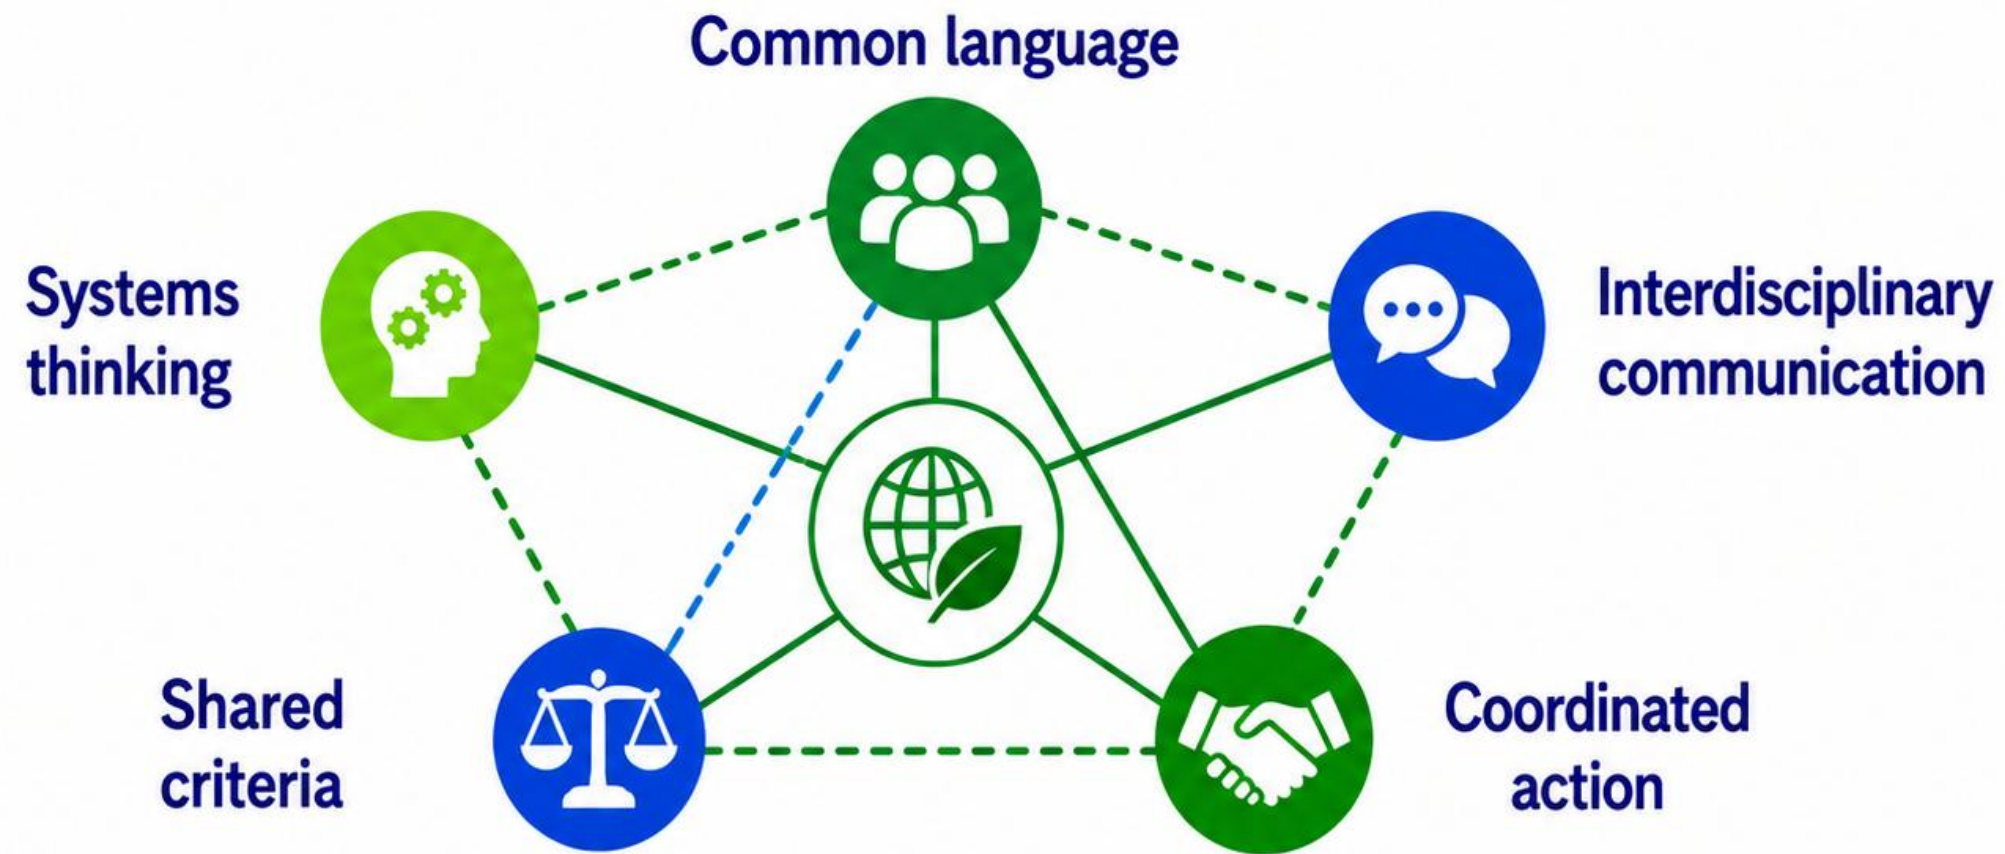 Common language
Systems
thinking
Interdisciplinary
communication
Shared
criteria
Coordinated
action